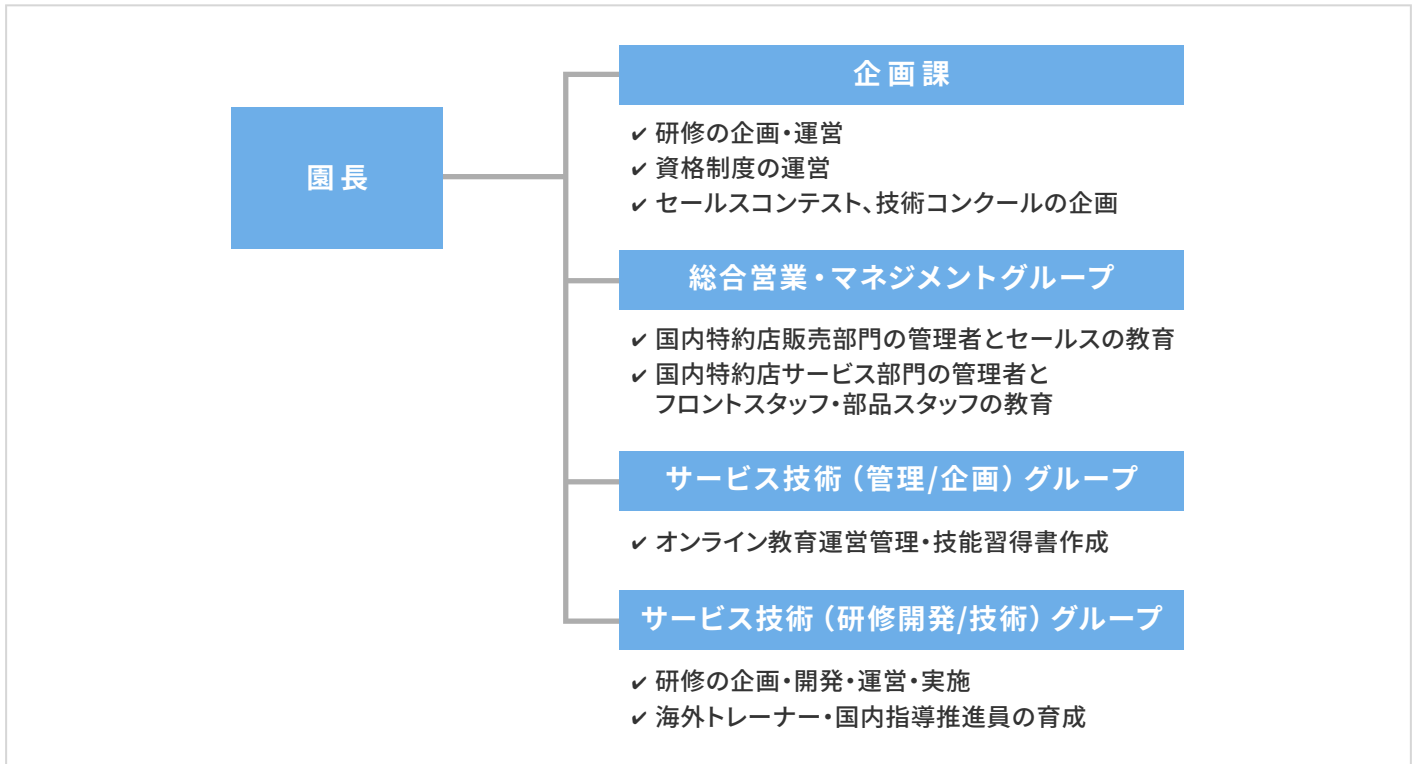 園長
企画課
✔ 研修の企画・運営
✔ 資格制度の運営
✔ セールスコンテスト、技術コンクールの企画
総合営業・マネジメントグループ
✔ 国内特約店販売部門の管理者とセールスの教育
✔ 国内特約店サービス部門の管理者と
フロントスタッフ・部品スタッフの教育
サービス技術（管理/企画）グループ
✔ オンライン教育運営管理・技能習得書作成
サービス技術（研修開発/技術）グループ
✔ 研修の企画・開発・運営・実施
✔ 海外トレーナー・国内指導推進員の育成